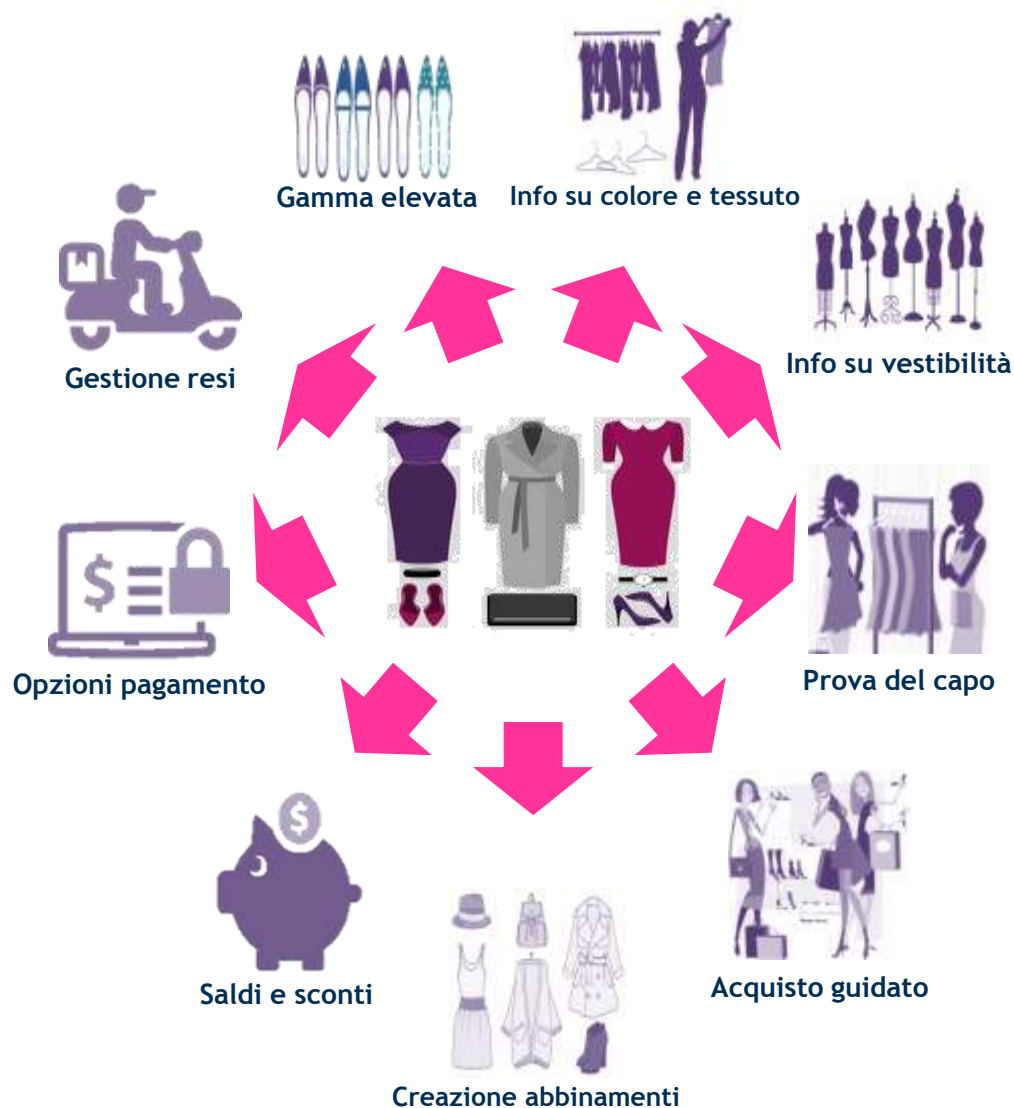 Gamma elevata
Info su colore e tessuto
Info su vestibilità
Gestione resi
Prova del capo
Opzioni pagamento
Acquisto guidato
Saldi e sconti
Creazione abbinamenti
$
$